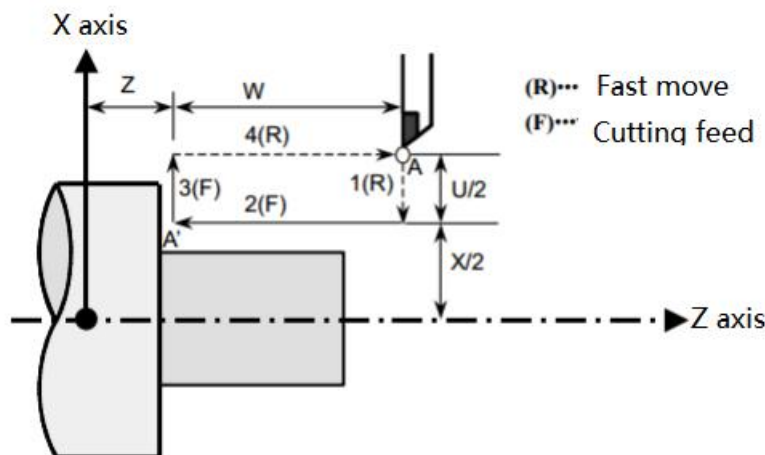 X axis
Z
W
(R)··· Fast move
(F)···· Cutting feed
4(R)
A
3(F)
1(R)
U/2
2(F)
A'
X/2
Z axis